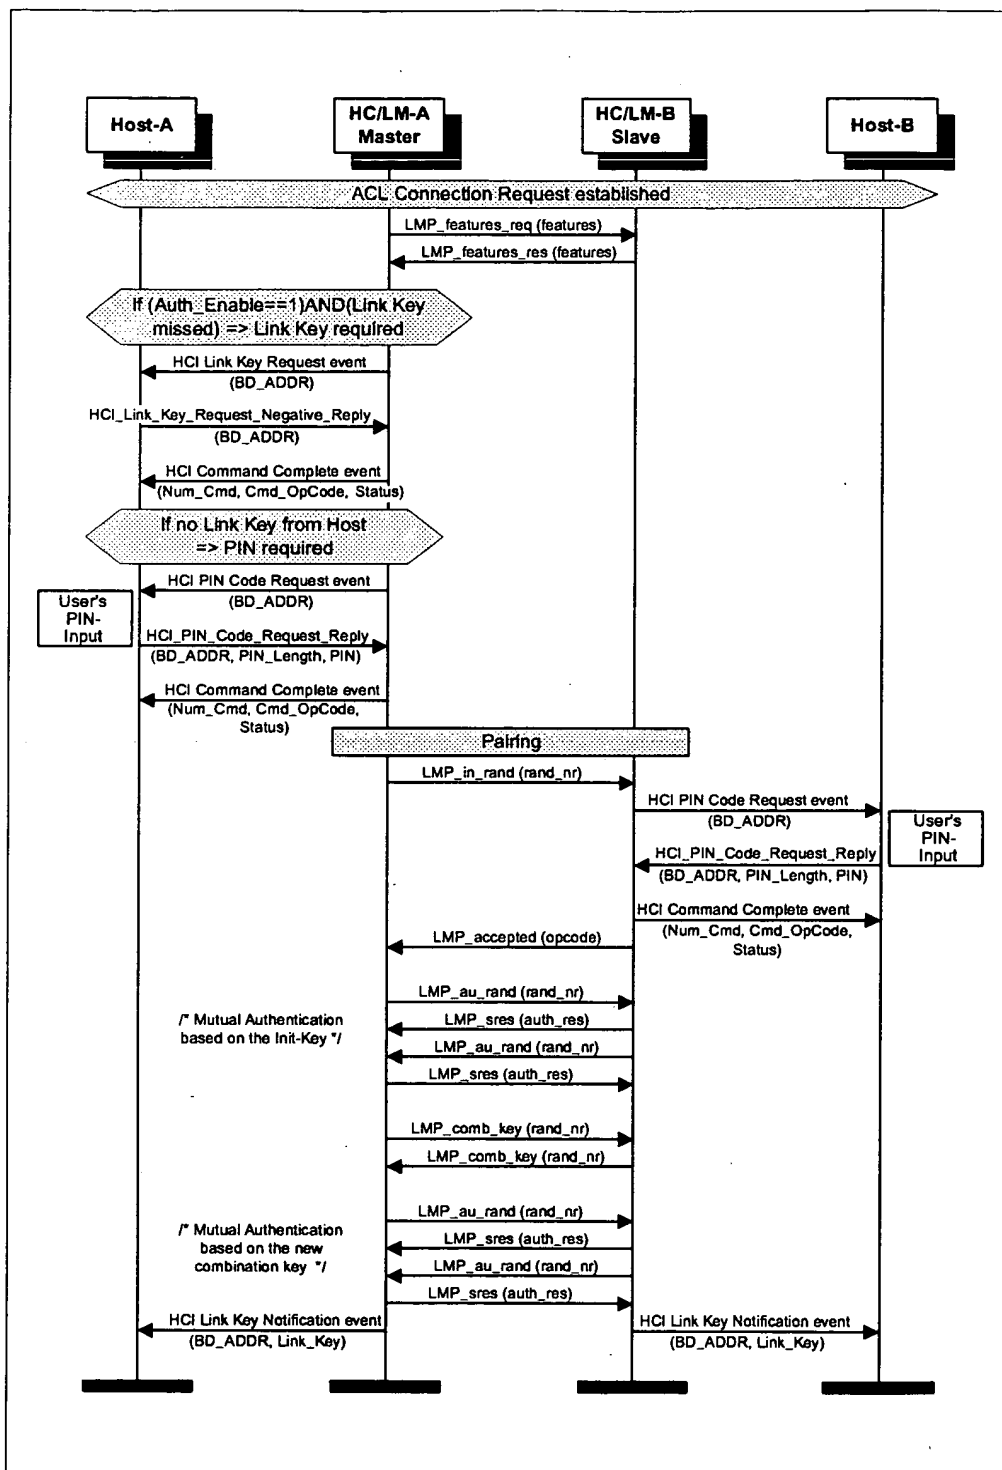 Host-A
HC/LM-A
Master
HC/LM-B
Slave
Host-B
ACL Connection Request established
LMP_features_req (features)
LMP_features_res (features)
If (Auth_Enable==1)AND(Link Key
missed) => Link Key required
HCI Link Key Request event
(BD_ADDR)
HCI_Link_Key_Request_Negative_Reply
(BD_ADDR)
HCI Command Complete event
(Num_Cmd, Cmd_OpCode, Status)
If no Link Key from Host
=> PIN required
HCI PIN Code Request event
(BD_ADDR)
User's
PIN-
Input
HCI_PIN_Code_Request_Reply
(BD_ADDR, PIN_Length, PIN)
HCI Command Complete event
(Num_Cmd, Cmd_OpCode,
Status)
Pairing
LMP_in_rand (rand_nr)
HCI PIN Code Request event
(BD_ADDR)
User's
PIN-
Input
HCI_PIN_Code_Request_Reply
(BD_ADDR, PIN_Length, PIN)
HCI Command Complete event
(Num_Cmd, Cmd_OpCode,
Status)
LMP_accepted (opcode)
LMP_au_rand (rand_nr)
/* Mutual Authentication
based on the Init-Key */
LMP_sres (auth_res)
LMP_au_rand (rand_nr)
LMP_sres (auth_res)
LMP_comb_key (rand_nr)
LMP_comb_key (rand_nr)
LMP_au_rand (rand_nr)
/* Mutual Authentication
based on the new
combination key */
LMP_sres (auth_res)
LMP_au_rand (rand_nr)
LMP_sres (auth_res)
HCI Link Key Notification event
(BD_ADDR, Link_Key)
HCI Link Key Notification event
(BD_ADDR, Link_Key)